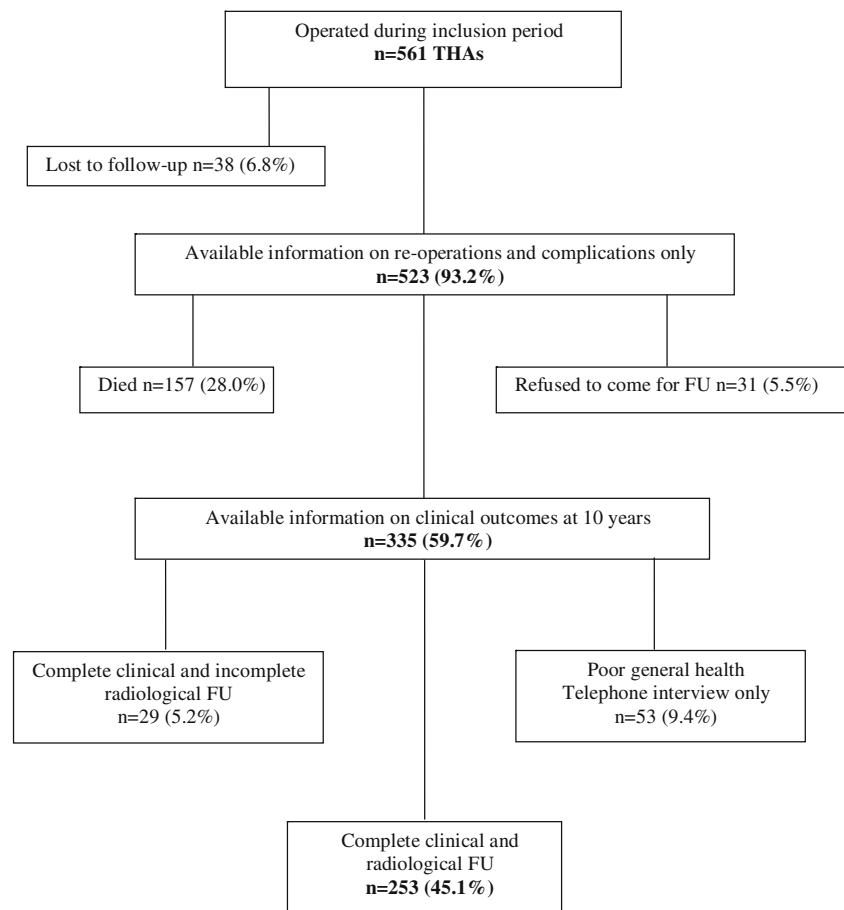 Operated during inclusion period
n=561 THAs
Lost to follow-up n=38 (6.8%)
Available information on re-operations and complications only
n=523 (93.2%)
Died n=157 (28.0%)
Refused to come for FU n=31 (5.5%)
Available information on clinical outcomes at 10 years
n=335 (59.7%)
Complete clinical and incomplete
radiological FU
n=29 (5.2%)
Poor general health
Telephone interview only
n=53 (9.4%)
Complete clinical and
radiological FU
n=253 (45.1%)